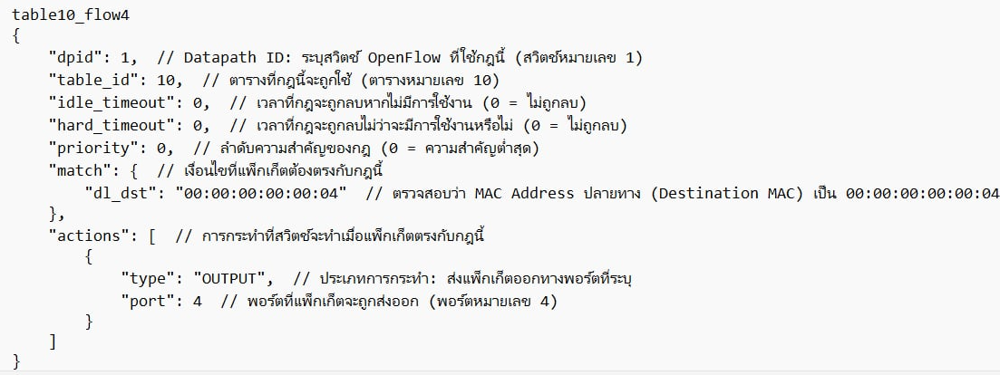 table10_flow4
{
    "dpid": 1,  // Datapath ID: ระบุสวิตช์ OpenFlow ที่ใช้กฎนี้ (สวิตช์หมายเลข 1)
    "table_id": 10,  // ตารางที่กฎนี้จะถูกใช้ (ตารางหมายเลข 10)
    "idle_timeout": 0,  // เวลาที่กฎจะถูกลบหากไม่มีการใช้งาน (0 = ไม่ถูกลบ)
    "hard_timeout": 0,  // เวลาที่กฎจะถูกลบไม่ว่าจะมีการใช้งานหรือไม่ (0 = ไม่ถูกลบ)
    "priority": 0,  // ลำดับความสำคัญของกฎ (0 = ความสำคัญต่ำสุด)
    "match": {  // เงื่อนไขที่แพ็กเก็ตต้องตรงกับกฎนี้
        "dl_dst": "00:00:00:00:00:04"  // ตรวจสอบว่า MAC Address ปลายทาง (Destination MAC) เป็น 00:00:00:00:00:04
    },
    "actions": [  // การกระทำที่สวิตช์จะทำเมื่อแพ็กเก็ตตรงกับกฎนี้
        {
            "type": "OUTPUT",  // ประเภทการกระทำ: ส่งแพ็กเก็ตออกทางพอร์ตที่ระบุ
            "port": 4  // พอร์ตที่แพ็กเก็ตจะถูกส่งออก (พอร์ตหมายเลข 4)
        }
    ]
}